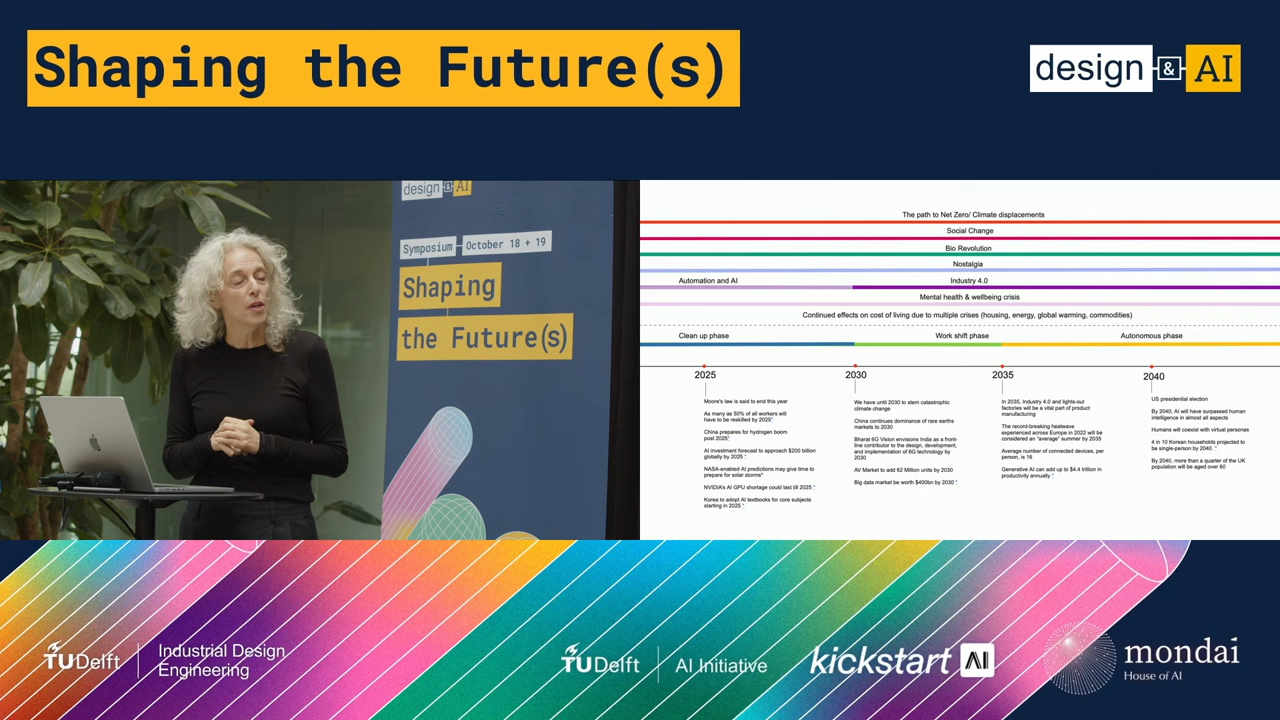 Shaping the Future(s)
design & AI
design & AI
Symposium October 18 + 19
Shaping
the Future(s)
The path to Net Zero/ Climate displacements
Social Change
Bio Revolution
Nostalgia
Automation and AI
Industry 4.0
Mental health & wellbeing crisis
Continued effects on cost of living due to multiple crises (housing, energy, global warming, commodities)
Clean up phase
Work shift phase
Autonomous phase
2025
Moore's law is said to end this year
As many as 50% of all workers will
have to be reskilled by 2025*
China prepares for hydrogen boom
post 2025*
AI investment forecast to approach $200 billion
globally by 2025 *
NASA-enabled AI predictions may give time to
prepare for solar storms*
NVIDIA's AI GPU shortage could last till 2025 *
Korea to adopt AI textbooks for core subjects
starting in 2025 *
2030
We have until 2030 to stem catastrophic
climate change
China continues dominance of rare earths
markets to 2030
Bharat 6G Vision envisions India as a front-
line contributor to the design, development,
and implementation of 6G technology by
2030
AV Market to add 62 Million units by 2030
Big data market be worth $400bn by 2030 *
2035
In 2035, Industry 4.0 and lights-out
factories will be a vital part of product
manufacturing
The record-breaking heatwave
experienced across Europe in 2022 will be
considered an "average" summer by 2035
Average number of connected devices, per
person, is 16
Generative AI can add up to $4.4 trillion in
productivity annually *
2040
US presidential election
By 2040, AI will have surpassed human
intelligence in almost all aspects
Humans will coexist with virtual personas
4 in 10 Korean households projected to
be single-person by 2040. *
By 2040, more than a quarter of the UK
population will be aged over 60
TU Delft
Industrial Design
Engineering
TU Delft
AI Initiative
kickstart AI
mondai
House of AI